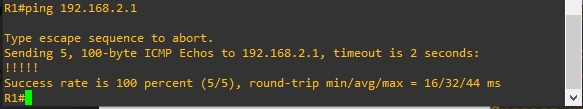 R1#ping 192.168.2.1
Type escape sequence to abort.
Sending 5, 100-byte ICMP Echos to 192.168.2.1, timeout is 2 seconds:
!!!!!
Success rate is 100 percent (5/5), round-trip min/avg/max = 16/32/44 ms
R1#